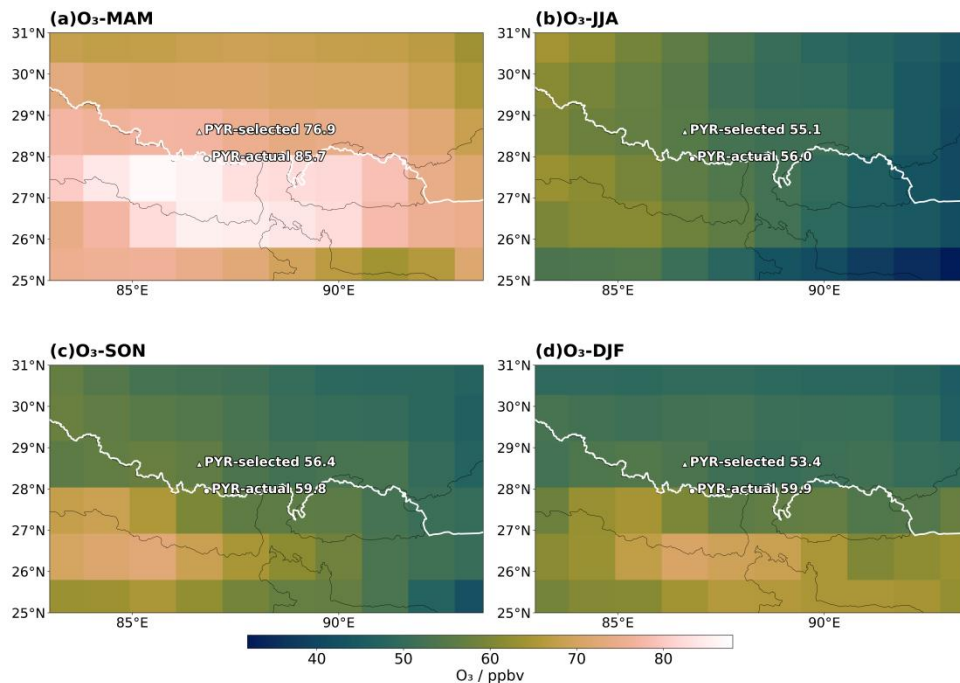 (a)O₃-MAM
(b)O₃-JJA
31°N
30°N
29°N
28°N
27°N
26°N
25°N
PYR-selected 76.9
PYR-actual 85.7
85°E
90°E
31°N
30°N
29°N
28°N
27°N
26°N
25°N
PYR-selected 55.1
PYR-actual 56.0
85°E
90°E
(c)O₃-SON
(d)O₃-DJF
31°N
30°N
29°N
28°N
27°N
26°N
25°N
PYR-selected 56.4
PYR-actual 59.8
85°E
90°E
31°N
30°N
29°N
28°N
27°N
26°N
25°N
PYR-selected 53.4
PYR-actual 59.9
85°E
90°E
40 50 60 70 80
O₃ / ppbv